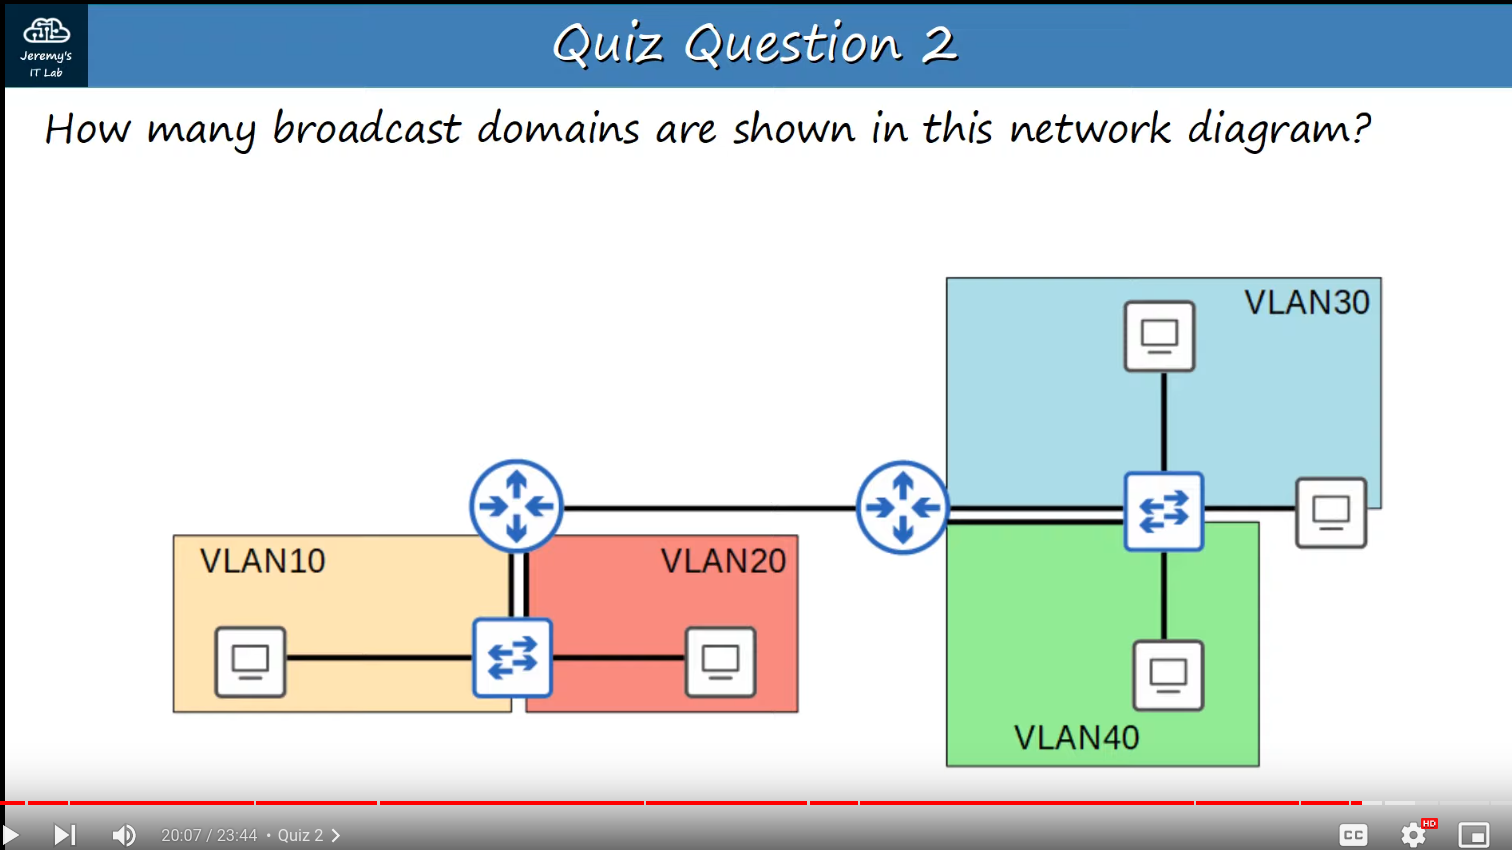 Quiz Question 2
Jeremy's
IT Lab
How many broadcast domains are shown in this network diagram?
VLAN30
VLAN10
VLAN20
VLAN40
20:07 / 23:44 • Quiz 2
CC
HD